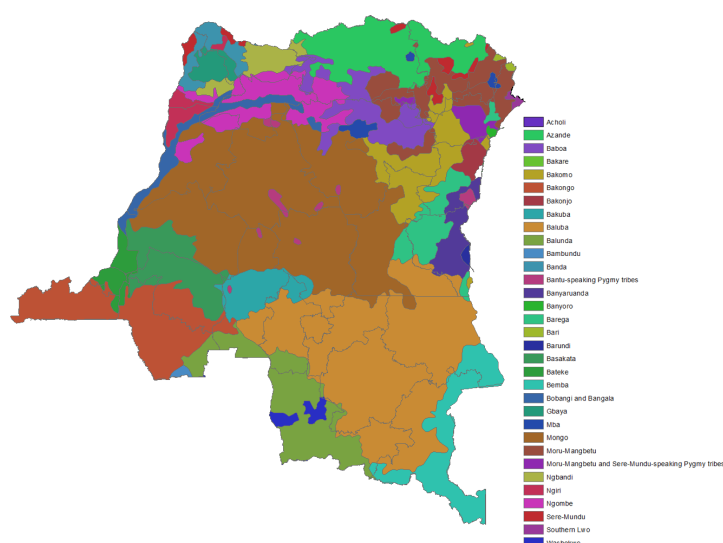 Acholi
Azande
Baboa
Bakare
Bakomo
Bakongo
Bakonjo
Bakuba
Baluba
Balunda
Bambundu
Banda
Bantu-speaking Pygmy tribes
Banyaruanda
Banyoro
Barega
Bari
Barundi
Basakata
Bateke
Bemba
Bobangi and Bangala
Gbaya
Mba
Mongo
Moru-Mangbetu
Moru-Mangbetu and Sere-Mundu-speaking Pygmy tribes
Ngbandi
Ngiri
Ngombe
Sere-Mundu
Southern Lwo